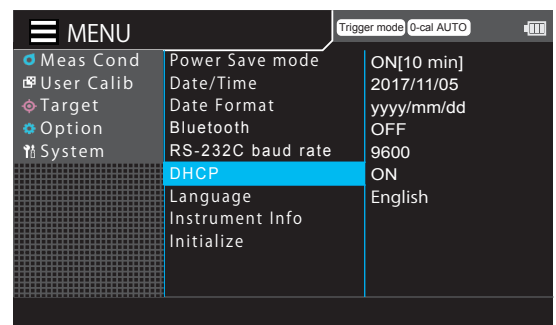 MENU
Trigger mode 0-cal AUTO
Meas Cond
User Calib
Target
Option
System
Power Save mode ON[10 min]
Date/Time 2017/11/05
Date Format yyyy/mm/dd
Bluetooth OFF
RS-232C baud rate 9600
DHCP ON
Language English
Instrument Info
Initialize